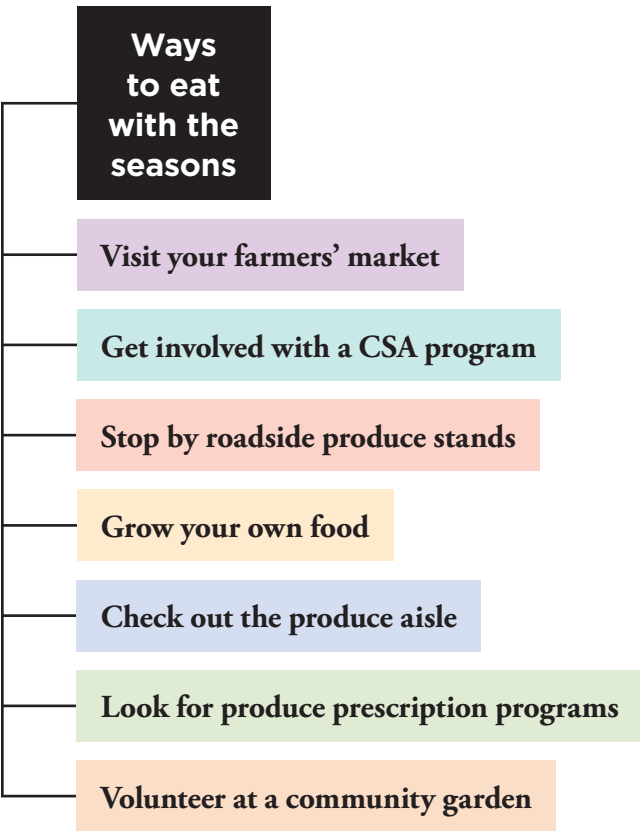 Ways
to eat
with the
seasons
Visit your farmers’ market
Get involved with a CSA program
Stop by roadside produce stands
Grow your own food
Check out the produce aisle
Look for produce prescription programs
Volunteer at a community garden